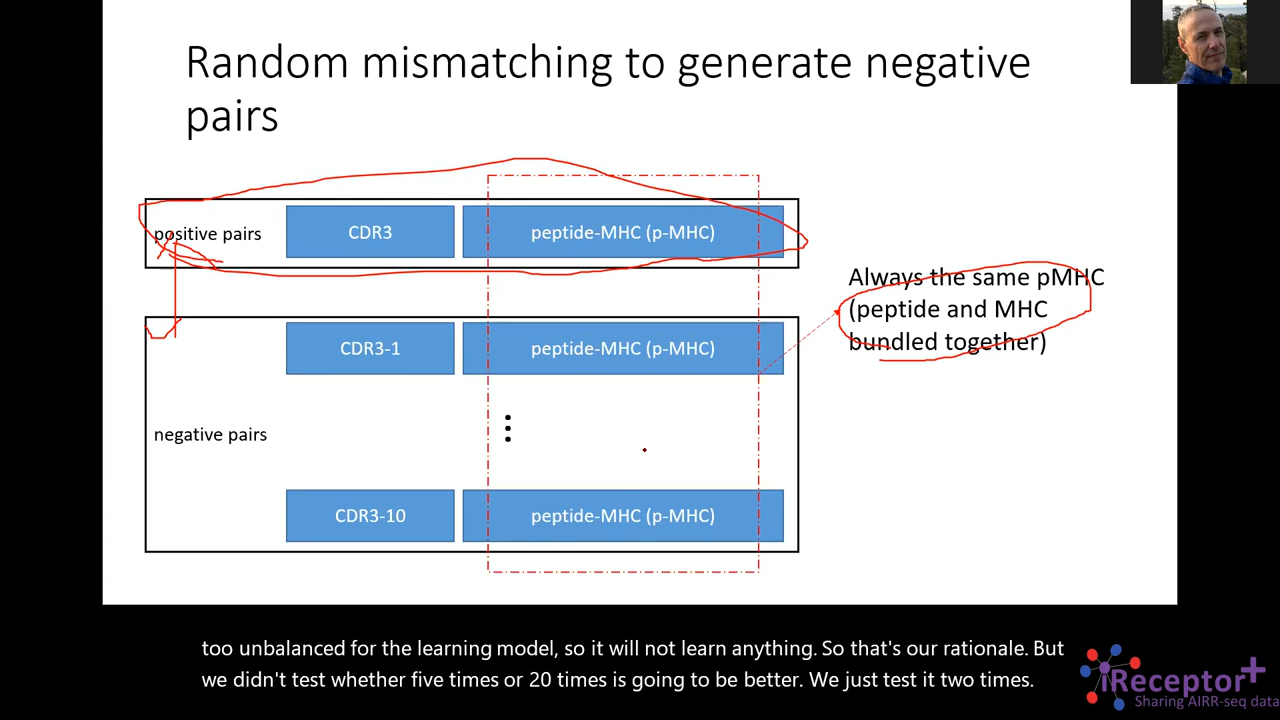 Random mismatching to generate negative
pairs
positive pairs
CDR3
peptide-MHC (p-MHC)
Always the same pMHC
(peptide and MHC
bundled together)
CDR3-1
peptide-MHC (p-MHC)
negative pairs
CDR3-10
peptide-MHC (p-MHC)
too unbalanced for the learning model, so it will not learn anything. So that's our rationale. But
we didn't test whether five times or 20 times is going to be better. We just test it two times.
iReceptor+
Sharing AIRR-seq data